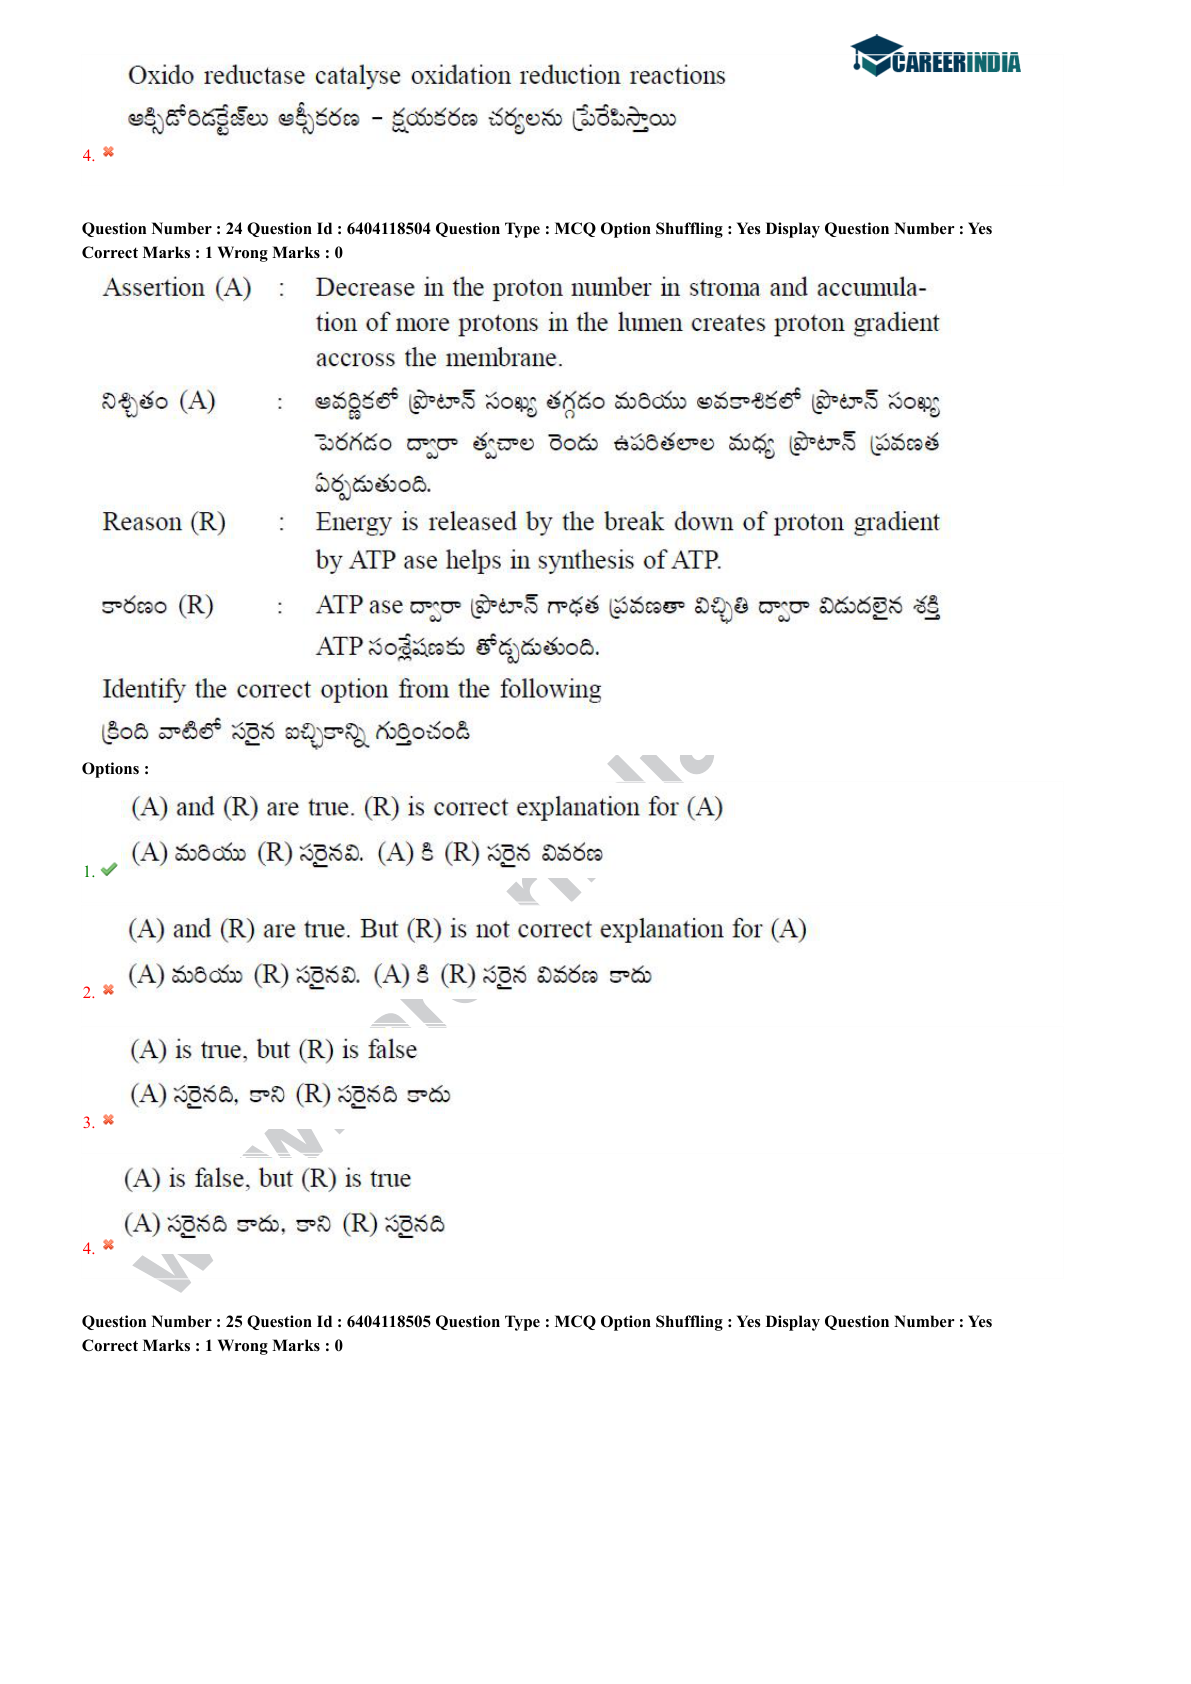 CAREERINDIA
Oxido reductase catalyse oxidation reduction reactions
ఆక్సిడోరిడక్టేజ్‌లు ఆక్సీకరణ – క్షయకరణ చర్యలను ప్రేరేపిస్తాయి
4.
Question Number : 24 Question Id : 6404118504 Question Type : MCQ Option Shuffling : Yes Display Question Number : Yes
Correct Marks : 1 Wrong Marks : 0
Assertion (A) : Decrease in the proton number in stroma and accumula-
tion of more protons in the lumen creates proton gradient
accross the membrane.
నిశ్చితం (A) : ఆవర్ణికలో ప్రొటాన్ సంఖ్య తగ్గడం మరియు అవకాశికలో ప్రొటాన్ సంఖ్య
పెరగడం ద్వారా త్వచాల రెండు ఉపరితలాల మధ్య ప్రొటాన్ ప్రవణత
ఏర్పడుతుంది.
Reason (R) : Energy is released by the break down of proton gradient
by ATP ase helps in synthesis of ATP.
కారణం (R) : ATP ase ద్వారా ప్రొటాన్ గాఢత ప్రవణతా విచ్ఛితి ద్వారా విడుదలైన శక్తి
ATP సంశ్లేషణకు తోడ్పడుతుంది.
Identify the correct option from the following
క్రింది వాటిలో సరైన ఐచ్ఛికాన్ని గుర్తించండి
Options :
(A) and (R) are true. (R) is correct explanation for (A)
(A) మరియు (R) సరైనవి. (A) కి (R) సరైన వివరణ
1.
(A) and (R) are true. But (R) is not correct explanation for (A)
(A) మరియు (R) సరైనవి. (A) కి (R) సరైన వివరణ కాదు
2.
(A) is true, but (R) is false
(A) సరైనది, కాని (R) సరైనది కాదు
3.
(A) is false, but (R) is true
(A) సరైనది కాదు, కాని (R) సరైనది
4.
Question Number : 25 Question Id : 6404118505 Question Type : MCQ Option Shuffling : Yes Display Question Number : Yes
Correct Marks : 1 Wrong Marks : 0